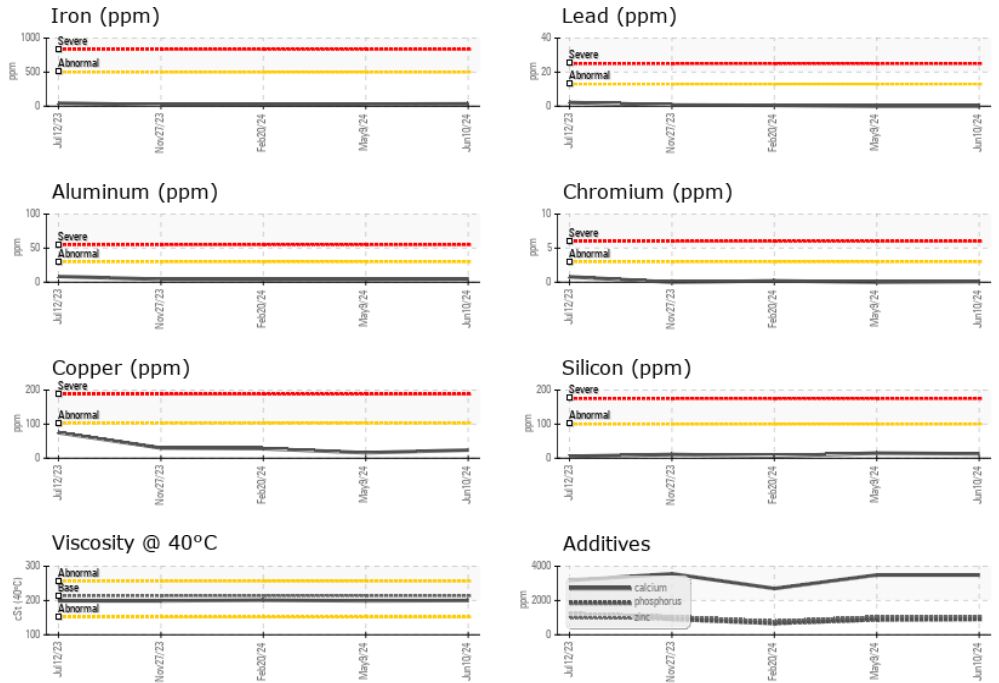 Iron (ppm)
1000
500
0
ppm
Severe
Abnormal
Jul12/23
Nov27/23
Feb20/24
May9/24
Jun10/24
Lead (ppm)
40
20
0
ppm
Severe
Abnormal
Jul12/23
Nov27/23
Feb20/24
May9/24
Jun10/24
Aluminum (ppm)
100
50
0
ppm
Severe
Abnormal
Jul12/23
Nov27/23
Feb20/24
May9/24
Jun10/24
Chromium (ppm)
10
5
0
ppm
Severe
Abnormal
Jul12/23
Nov27/23
Feb20/24
May9/24
Jun10/24
Copper (ppm)
200
100
0
ppm
Severe
Abnormal
Jul12/23
Nov27/23
Feb20/24
May9/24
Jun10/24
Silicon (ppm)
200
100
0
ppm
Severe
Abnormal
Jul12/23
Nov27/23
Feb20/24
May9/24
Jun10/24
Viscosity @ 40°C
300
200
100
cSt (40°C)
Abnormal
Base
Abnormal
Jul12/23
Nov27/23
Feb20/24
May9/24
Jun10/24
Additives
4000
2000
0
ppm
calcium
phosphorus
zinc
Jul12/23
Nov27/23
Feb20/24
May9/24
Jun10/24